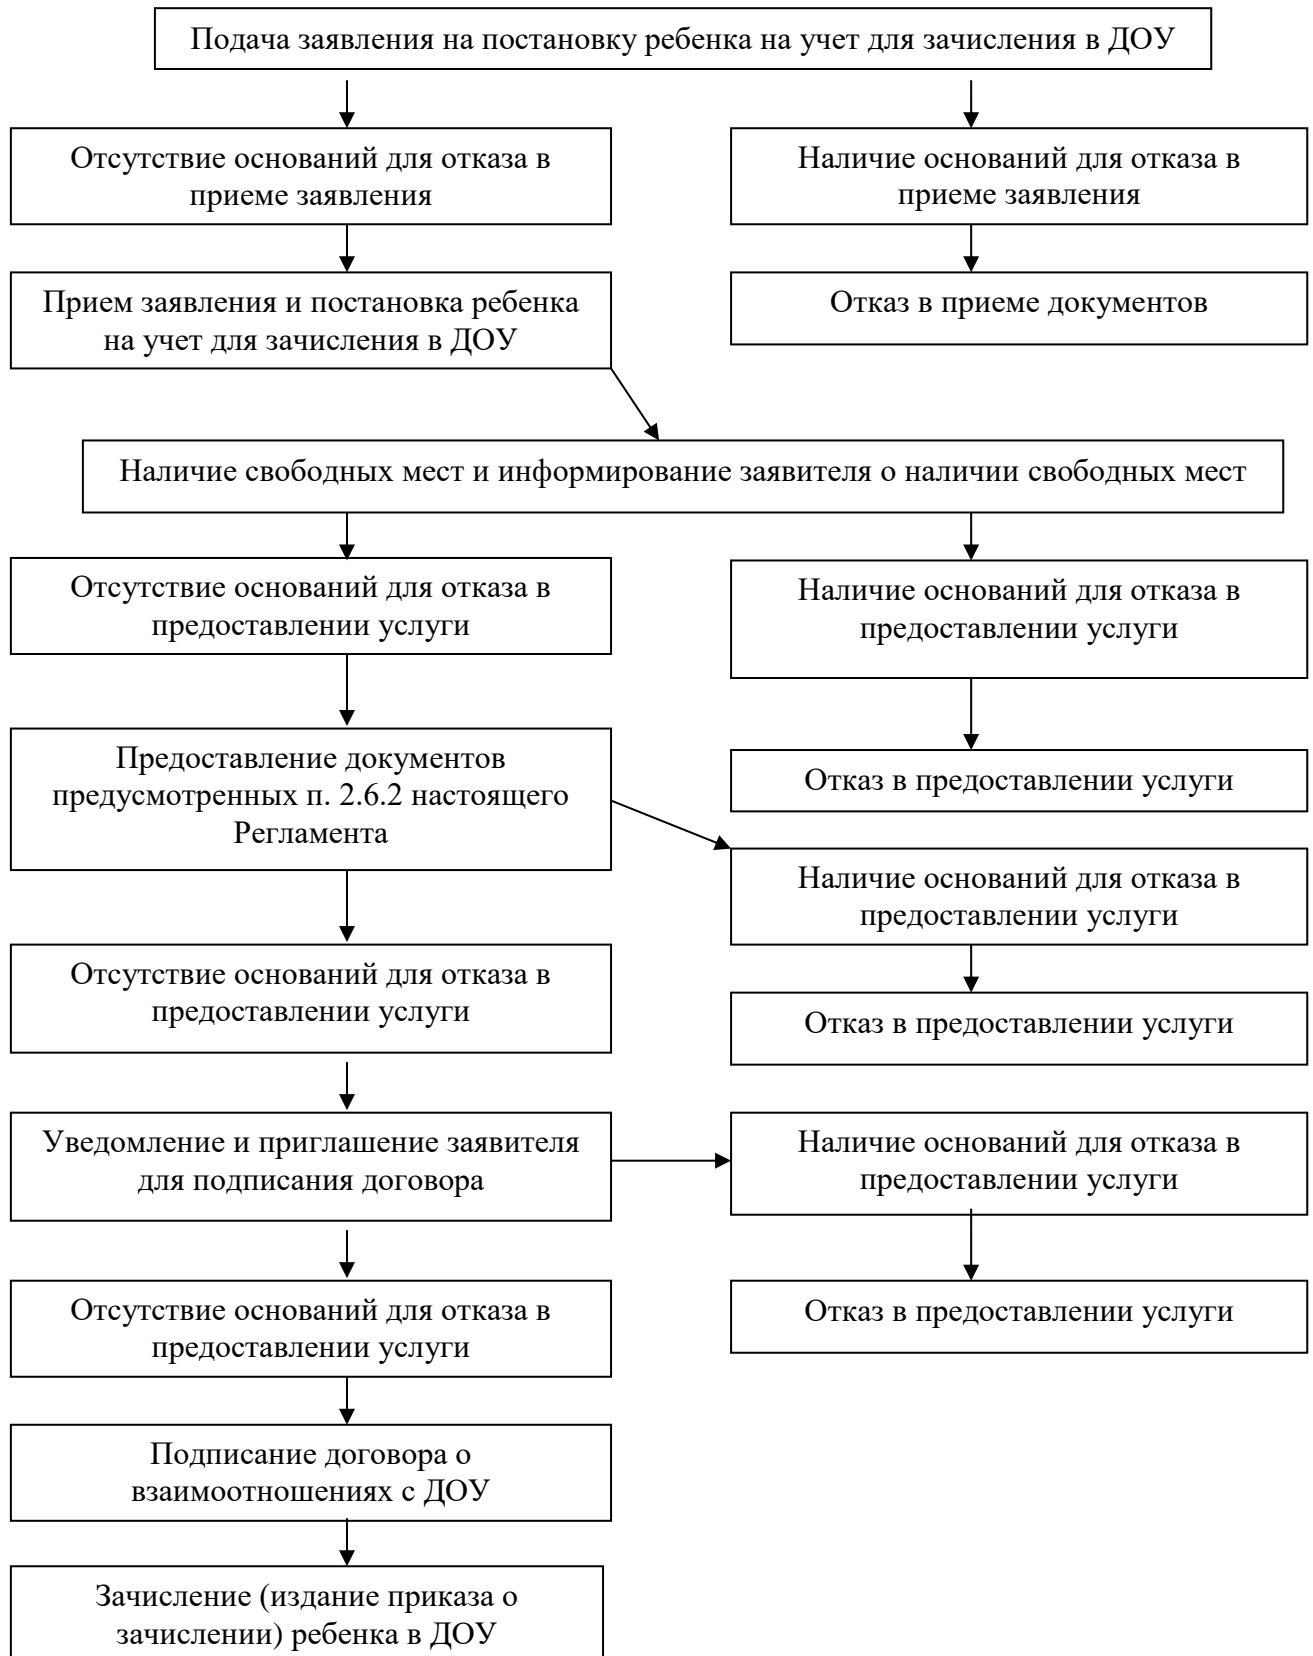 Подача заявления на постановку ребенка на учет для зачисления в ДОУ
Отсутствие оснований для отказа в
приеме заявления
Наличие оснований для отказа в
приеме заявления
Прием заявления и постановка ребенка
на учет для зачисления в ДОУ
Отказ в приеме документов
Наличие свободных мест и информирование заявителя о наличии свободных мест
Отсутствие оснований для отказа в
предоставлении услуги
Наличие оснований для отказа в
предоставлении услуги
Предоставление документов
предусмотренных п. 2.6.2 настоящего
Регламента
Отказ в предоставлении услуги
Наличие оснований для отказа в
предоставлении услуги
Отсутствие оснований для отказа в
предоставлении услуги
Отказ в предоставлении услуги
Уведомление и приглашение заявителя
для подписания договора
Наличие оснований для отказа в
предоставлении услуги
Отсутствие оснований для отказа в
предоставлении услуги
Отказ в предоставлении услуги
Подписание договора о
взаимоотношениях с ДОУ
Зачисление (издание приказа о
зачислении) ребенка в ДОУ